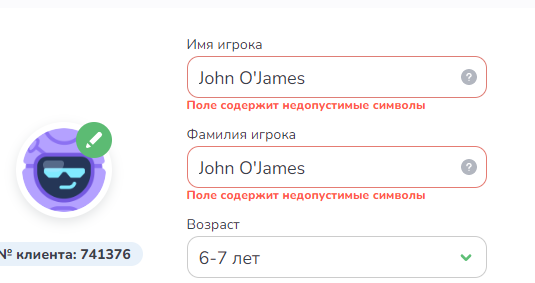 Имя игрока
John O'James
?
Поле содержит недопустимые символы
Фамилия игрока
John O'James
?
Поле содержит недопустимые символы
Возраст
№ клиента: 741376
6-7 лет